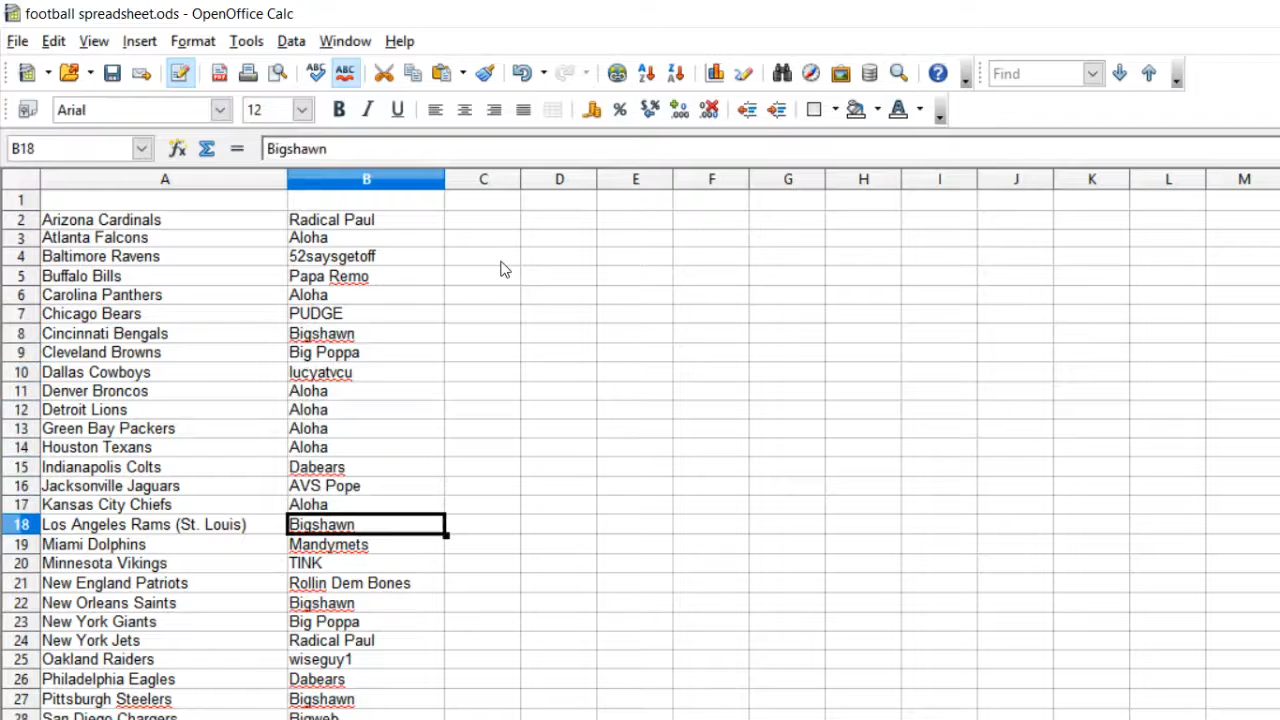 football spreadsheet.ods - OpenOffice Calc
File Edit View Insert Format Tools Data Window Help
Find
Arial 12
B18 Bigshawn
A B C D E F G H I J K L M
1
2 Arizona Cardinals Radical Paul
3 Atlanta Falcons Aloha
4 Baltimore Ravens 52saysgetoff
5 Buffalo Bills Papa Remo
6 Carolina Panthers Aloha
7 Chicago Bears PUDGE
8 Cincinnati Bengals Bigshawn
9 Cleveland Browns Big Poppa
10 Dallas Cowboys lucyatvcu
11 Denver Broncos Aloha
12 Detroit Lions Aloha
13 Green Bay Packers Aloha
14 Houston Texans Aloha
15 Indianapolis Colts Dabears
16 Jacksonville Jaguars AVS Pope
17 Kansas City Chiefs Aloha
18 Los Angeles Rams (St. Louis) Bigshawn
19 Miami Dolphins Mandymets
20 Minnesota Vikings TINK
21 New England Patriots Rollin Dem Bones
22 New Orleans Saints Bigshawn
23 New York Giants Big Poppa
24 New York Jets Radical Paul
25 Oakland Raiders wiseguy1
26 Philadelphia Eagles Dabears
27 Pittsburgh Steelers Bigshawn
28 San Diego Chargers Bigweb